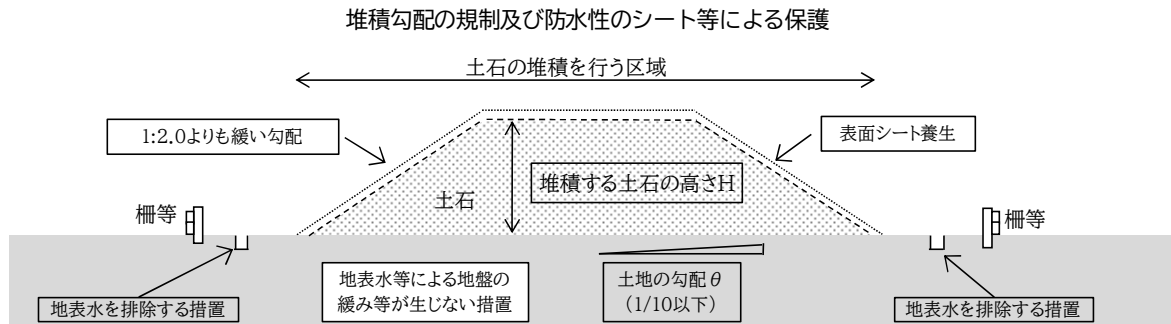 堆積勾配の規制及び防水性のシート等による保護
土石の堆積を行う区域
1:2.0よりも緩い勾配
表面シート養生
堆積する土石の高さH
土石
柵等
柵等
地表水等による地盤の
緩み等が生じない措置
土地の勾配θ
(1/10以下)
地表水を排除する措置
地表水を排除する措置